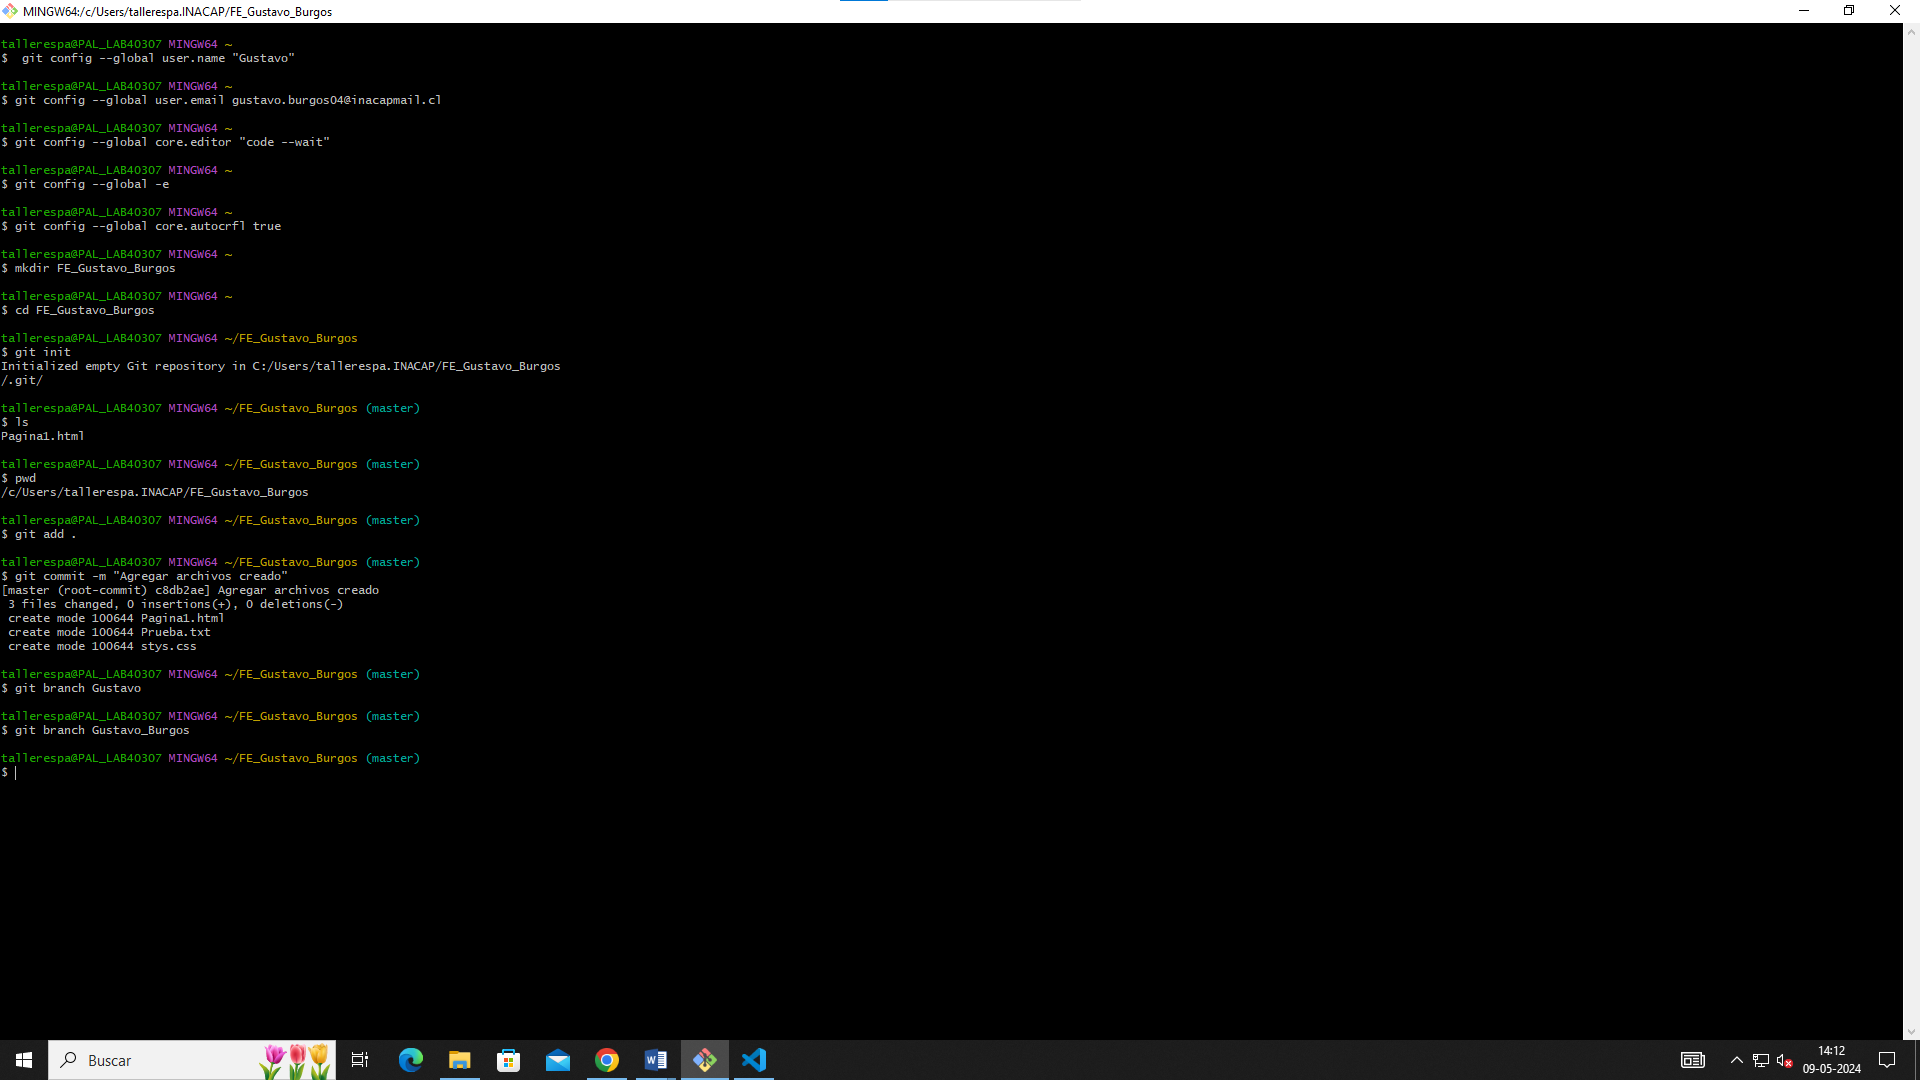 MINGW64:/c/Users/tallerespa.INACAP/FE_Gustavo_Burgos
tallerespa@PAL_LAB40307 MINGW64 ~
$  git config --global user.name "Gustavo"
tallerespa@PAL_LAB40307 MINGW64 ~
$ git config --global user.email gustavo.burgos04@inacapmail.cl
tallerespa@PAL_LAB40307 MINGW64 ~
$ git config --global core.editor "code --wait"
tallerespa@PAL_LAB40307 MINGW64 ~
$ git config --global -e
tallerespa@PAL_LAB40307 MINGW64 ~
$ git config --global core.autocrfl true
tallerespa@PAL_LAB40307 MINGW64 ~
$ mkdir FE_Gustavo_Burgos
tallerespa@PAL_LAB40307 MINGW64 ~
$ cd FE_Gustavo_Burgos
tallerespa@PAL_LAB40307 MINGW64 ~/FE_Gustavo_Burgos
$ git init
Initialized empty Git repository in C:/Users/tallerespa.INACAP/FE_Gustavo_Burgos
/.git/
tallerespa@PAL_LAB40307 MINGW64 ~/FE_Gustavo_Burgos (master)
$ ls
Pagina1.html
tallerespa@PAL_LAB40307 MINGW64 ~/FE_Gustavo_Burgos (master)
$ pwd
/c/Users/tallerespa.INACAP/FE_Gustavo_Burgos
tallerespa@PAL_LAB40307 MINGW64 ~/FE_Gustavo_Burgos (master)
$ git add .
tallerespa@PAL_LAB40307 MINGW64 ~/FE_Gustavo_Burgos (master)
$ git commit -m "Agregar archivos creado"
[master (root-commit) c8db2ae] Agregar archivos creado
 3 files changed, 0 insertions(+), 0 deletions(-)
 create mode 100644 Pagina1.html
 create mode 100644 Prueba.txt
 create mode 100644 stys.css
tallerespa@PAL_LAB40307 MINGW64 ~/FE_Gustavo_Burgos (master)
$ git branch Gustavo
tallerespa@PAL_LAB40307 MINGW64 ~/FE_Gustavo_Burgos (master)
$ git branch Gustavo_Burgos
tallerespa@PAL_LAB40307 MINGW64 ~/FE_Gustavo_Burgos (master)
$
Buscar
14:12
09-05-2024